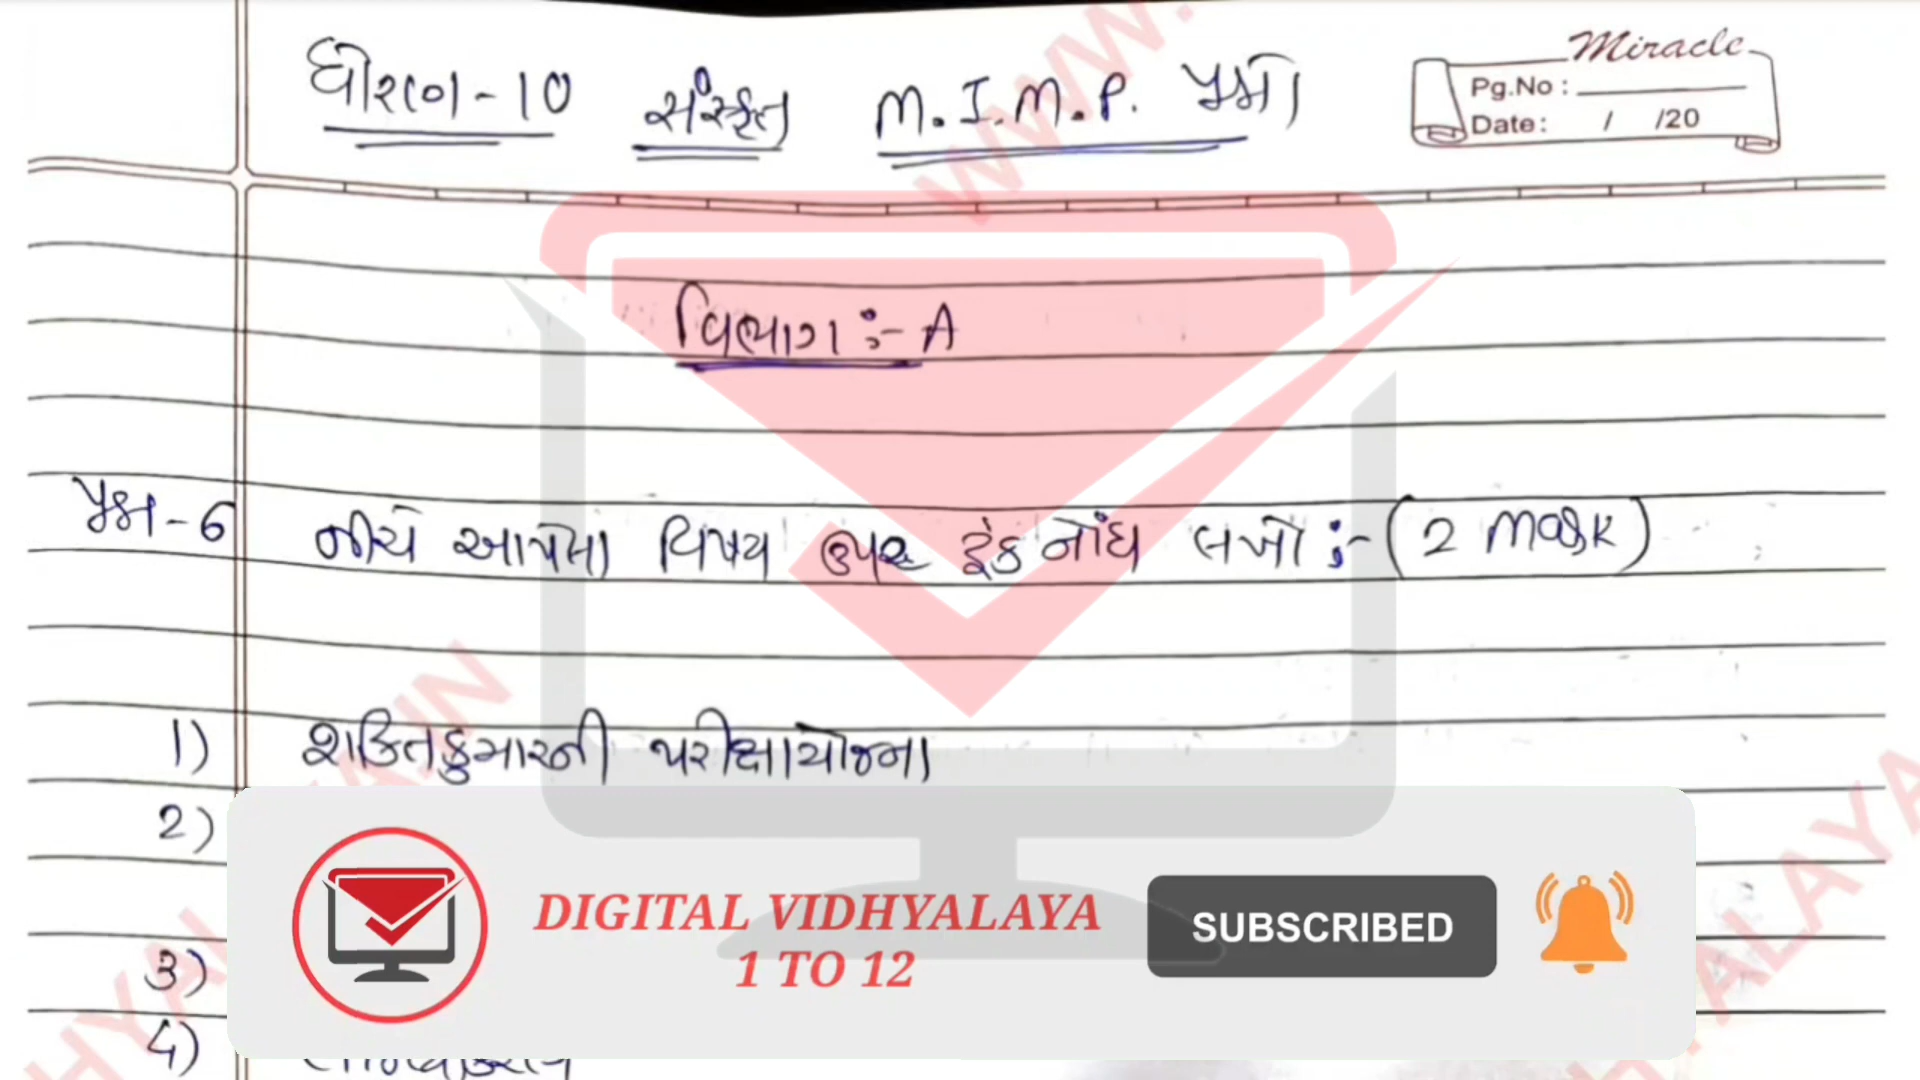 ધોરણ-10 સંસ્કૃત M.I.M.P. પ્રશ્નો
Miracle
Pg.No :
Date: / /20
વિભાગ :- A
પ્રશ્ન-6 નીચે આપેલા વિષય ઉપર ટૂંકનોંધ લખો :- (2 માર્ક)
1) શક્તિકુમારની પરીક્ષાયોજના
2)
DIGITAL VIDHYALAYA
1 TO 12
SUBSCRIBED
3)
4)